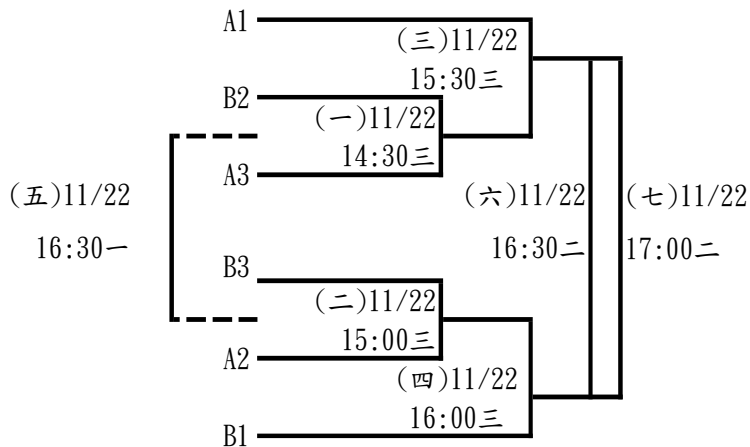 A1
(三)11/22
15:30三
B2
(一)11/22
14:30三
A3
(五)11/22
16:30一
(六)11/22
16:30二
(七)11/22
17:00二
B3
(二)11/22
15:00三
A2
(四)11/22
16:00三
B1